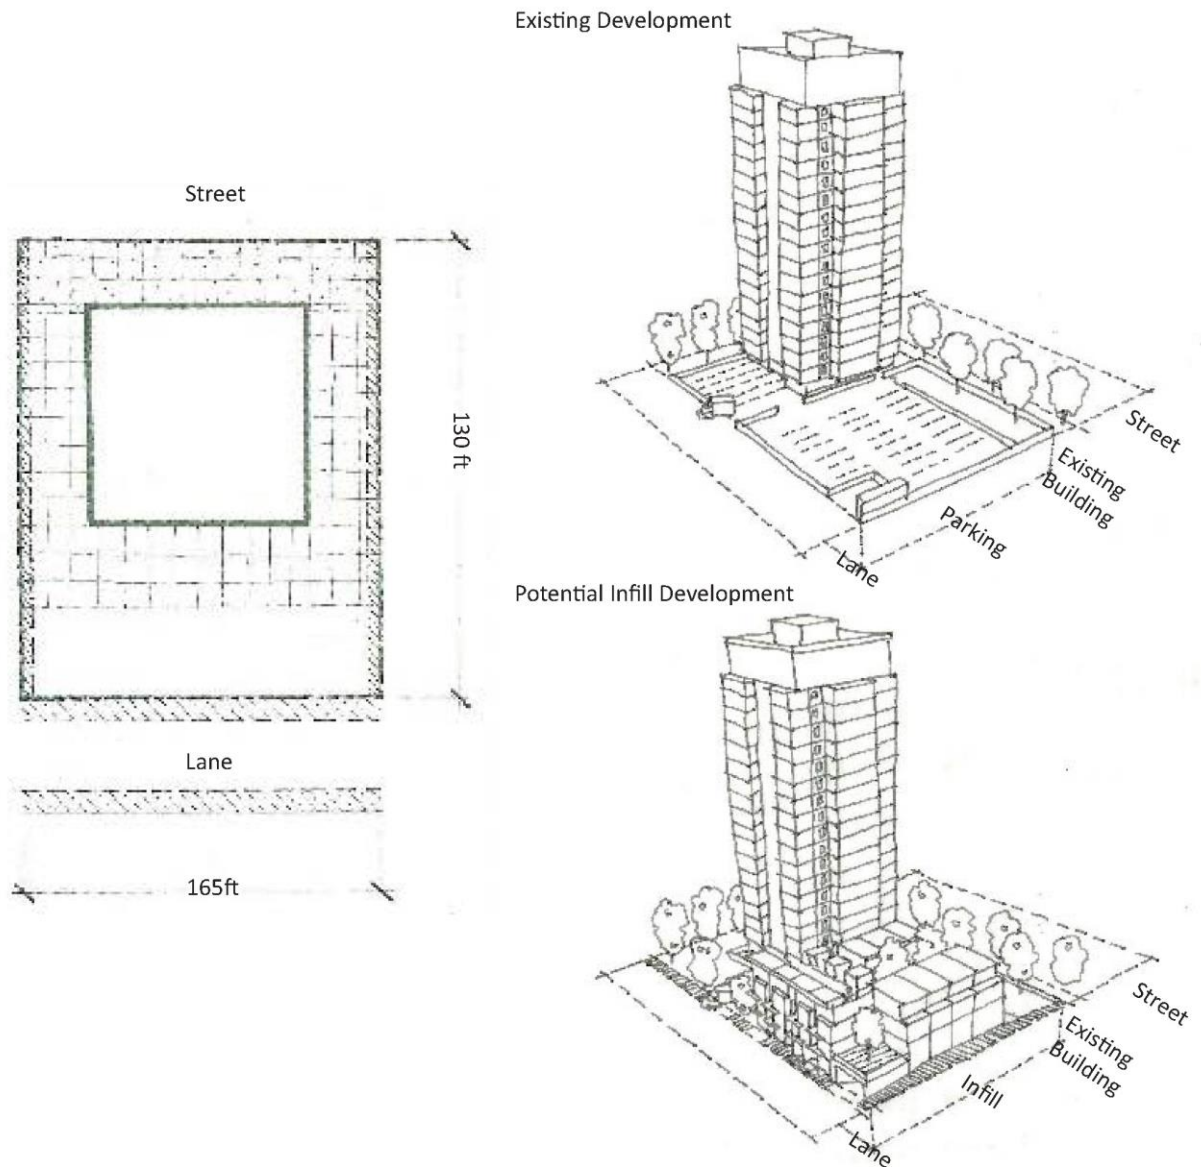 Existing Development
Street
130 ft
Lane
165ft
Street
Existing
Building
Parking
Lane
Potential Infill Development
Street
Existing
Building
Infill
Lane